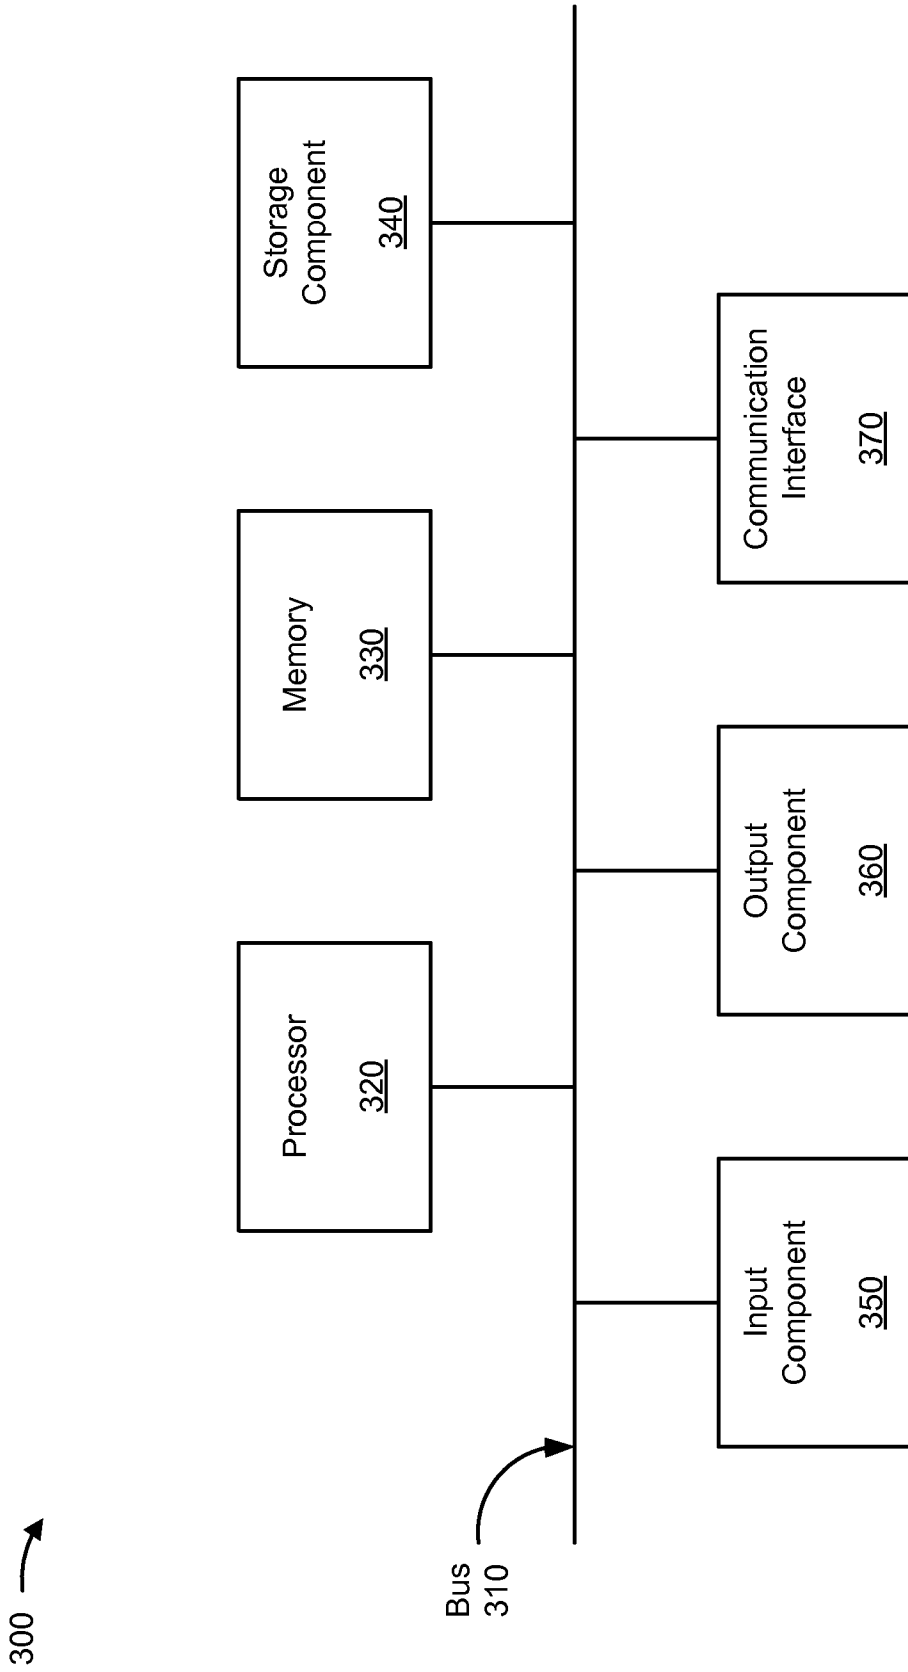 300
Processor
320
Memory
330
Storage
Component
340
Bus
310
Input
Component
350
Output
Component
360
Communication
Interface
370